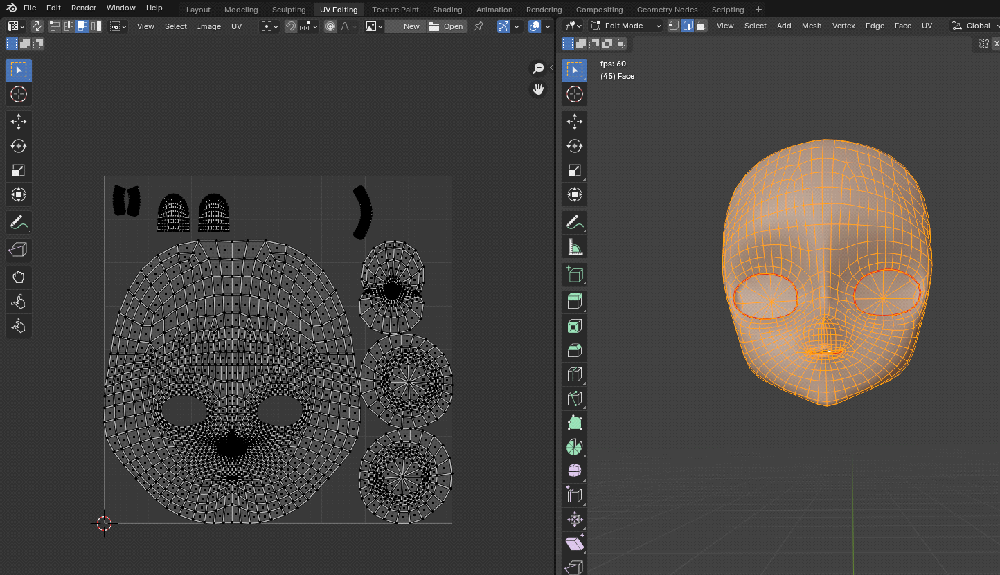 File Edit Render Window Help Layout Modeling Sculpting UV Editing Texture Paint Shading Animation Rendering Compositing Geometry Nodes Scripting +
View Select Image UV New Open
Edit Mode View Select Add Mesh Vertex Edge Face UV Global
X
fps: 60
(45) Face